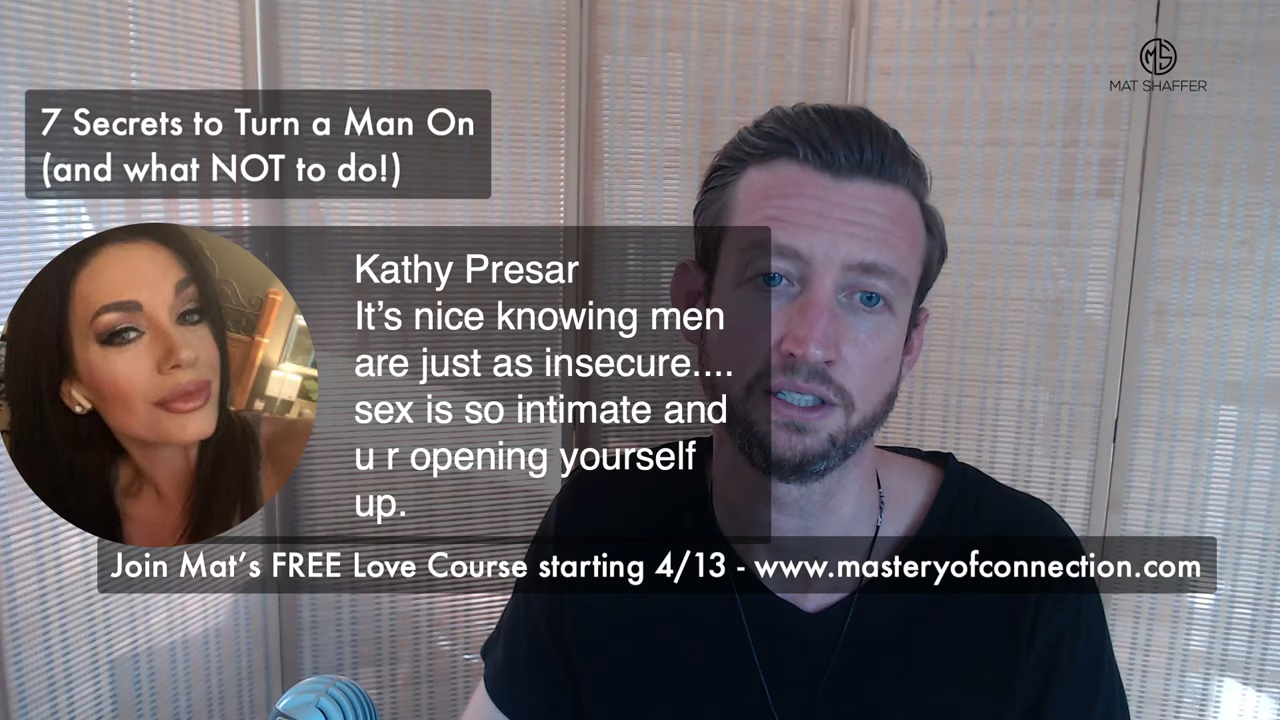 MS
MAT SHAFFER
7 Secrets to Turn a Man On
(and what NOT to do!)
Kathy Presar
It's nice knowing men
are just as insecure....
sex is so intimate and
u r opening yourself
up.
Join Mat's FREE Love Course starting 4/13 - www.masteryofconnection.com